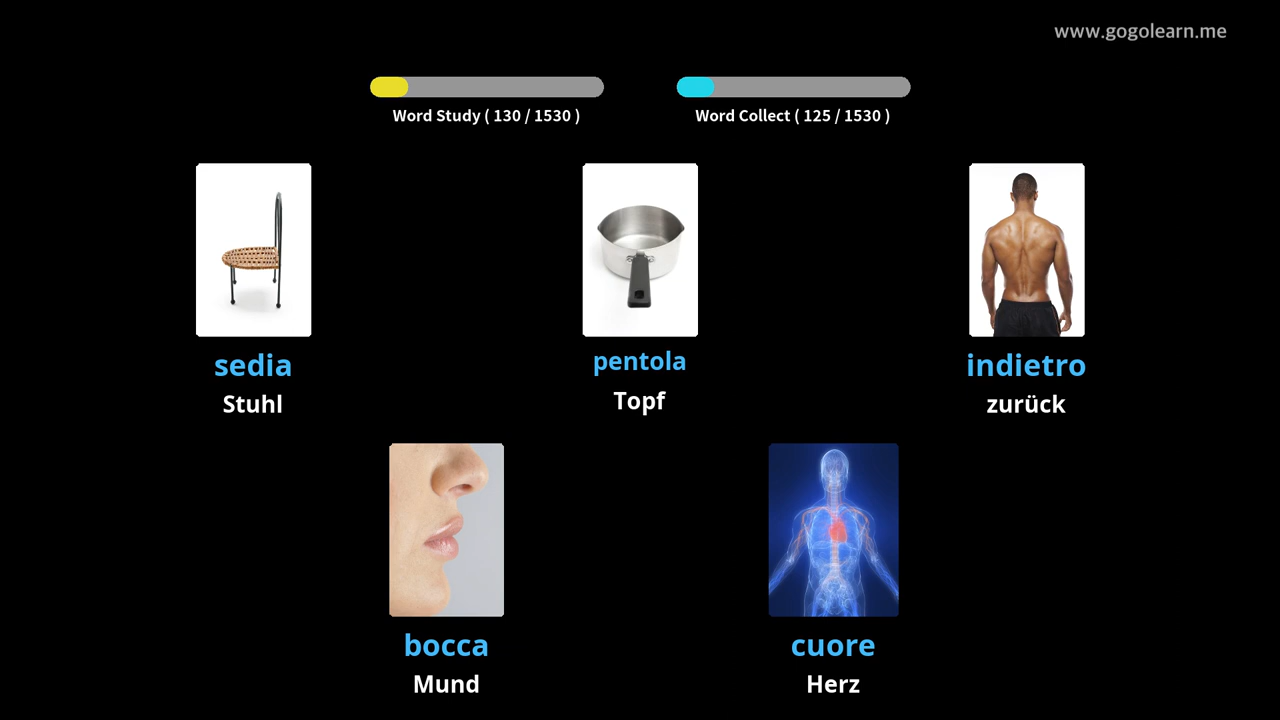 www.gogolearn.me
Word Study ( 130 / 1530 )
Word Collect ( 125 / 1530 )
sedia
Stuhl
pentola
Topf
indietro
zurück
bocca
Mund
cuore
Herz